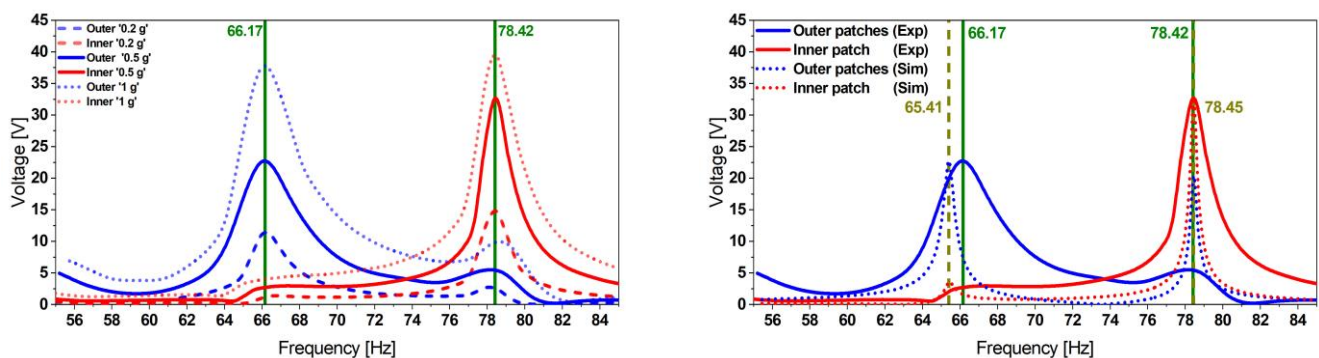 45
40
35
30
25
20
15
10
5
0
Voltage [V]
66.17
78.42
Outer '0.2 g'
Inner '0.2 g'
Outer '0.5 g'
Inner '0.5 g'
Outer '1 g'
Inner '1 g'
56 58 60 62 64 66 68 70 72 74 76 78 80 82 84
Frequency [Hz]
45
40
35
30
25
20
15
10
5
0
Voltage [V]
Outer patches (Exp)
Inner patch (Exp)
Outer patches (Sim)
Inner patch (Sim)
66.17
78.42
65.41
78.45
56 58 60 62 64 66 68 70 72 74 76 78 80 82 84
Frequency [Hz]